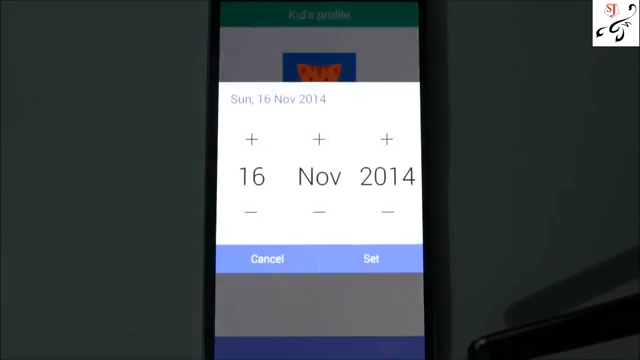 SJ
Kid's profile
Sun, 16 Nov 2014
+ + +
16 Nov 2014
— — —
Cancel Set